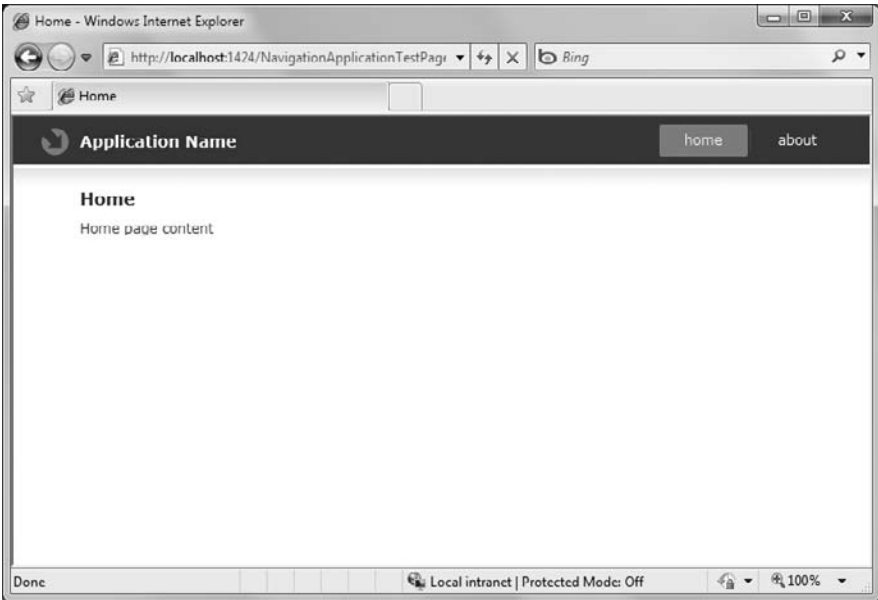 Home - Windows Internet Explorer
http://localhost:1424/NavigationApplicationTestPage
Bing
Home
Application Name
home
about
Home
Home page content
Done
Local intranet | Protected Mode: Off
100%